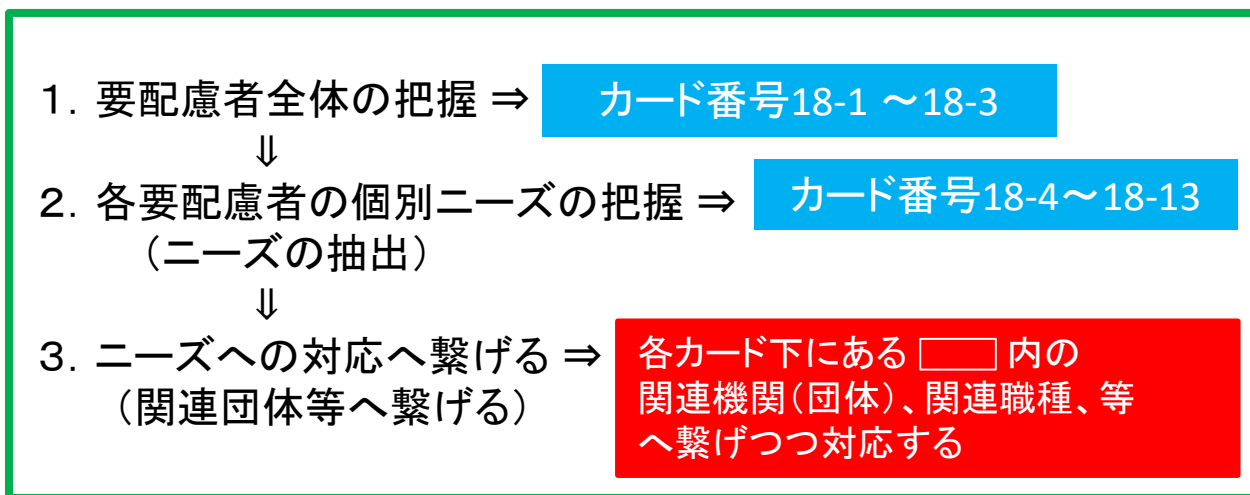 １．要配慮者全体の把握 ⇒ カード番号18-1 ～18-3
⇓
２．各要配慮者の個別ニーズの把握 ⇒ カード番号18-4～18-13
（ニーズの抽出）
⇓
３．ニーズへの対応へ繋げる ⇒
（関連団体等へ繋げる）
各カード下にある 内の
関連機関（団体）、関連職種、等
へ繋げつつ対応する